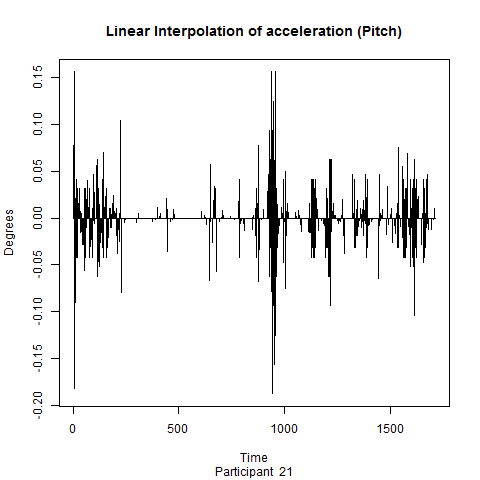 Linear Interpolation of acceleration (Pitch)
Degrees
0.15
0.10
0.05
0.00
-0.05
-0.10
-0.15
-0.20
0 500 1000 1500
Time
Participant 21